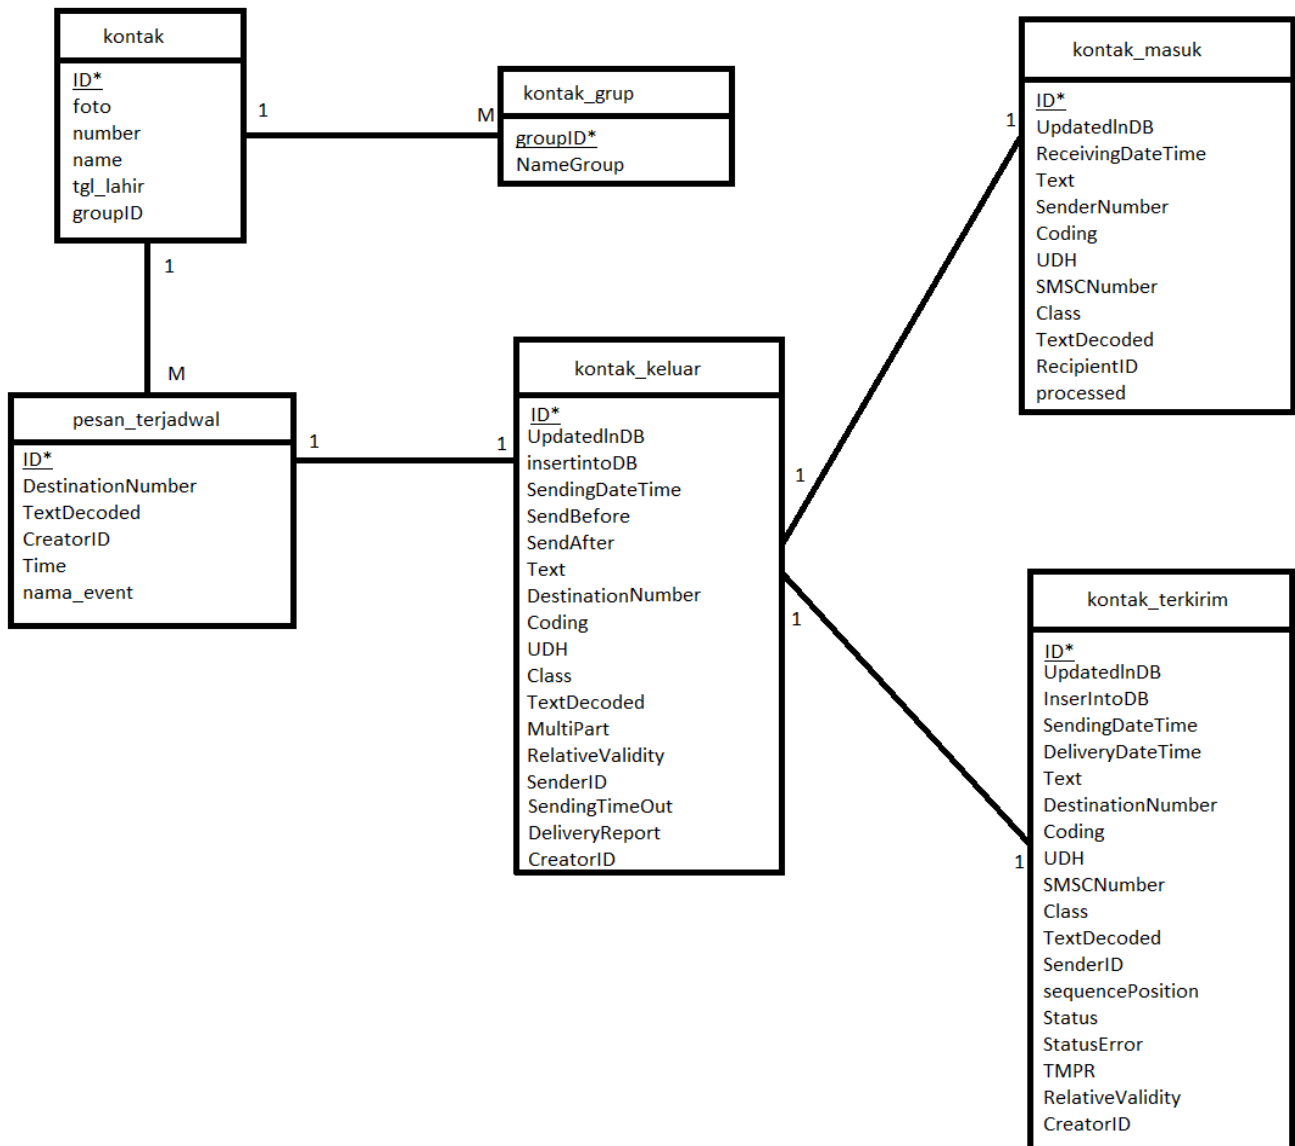 kontak
ID*
foto
number
name
tgl_lahir
groupID
1
M
kontak_grup
groupID*
NameGroup
1
M
pesan_terjadwal
ID*
DestinationNumber
TextDecoded
CreatorID
Time
nama_event
1
1
kontak_keluar
ID*
UpdatedlnDB
insertintoDB
SendingDateTime
SendBefore
SendAfter
Text
DestinationNumber
Coding
UDH
Class
TextDecoded
MultiPart
RelativeValidity
SenderID
SendingTimeOut
DeliveryReport
CreatorID
1
1
kontak_masuk
ID*
UpdatedlnDB
ReceivingDateTime
Text
SenderNumber
Coding
UDH
SMSCNumber
Class
TextDecoded
RecipientID
processed
1
1
kontak_terkirim
ID*
UpdatedlnDB
InserIntoDB
SendingDateTime
DeliveryDateTime
Text
DestinationNumber
Coding
UDH
SMSCNumber
Class
TextDecoded
SenderID
sequencePosition
Status
StatusError
TMPR
RelativeValidity
CreatorID